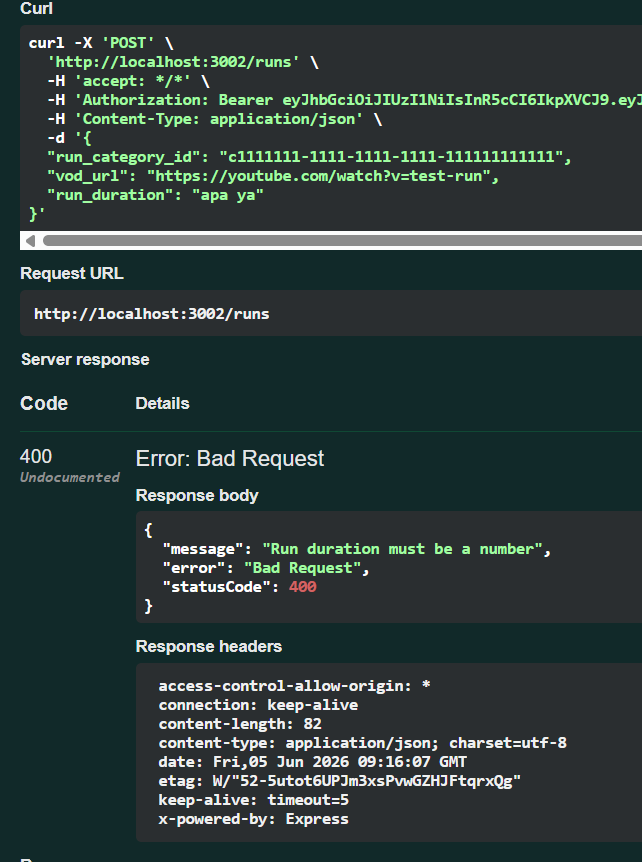 Curl
curl -X 'POST' \
'http://localhost:3002/runs' \
-H 'accept: */*' \
-H 'Authorization: Bearer eyJhbGciOiJIUzI1NiIsInR5cCI6IkpXVCJ9.eyJ
-H 'Content-Type: application/json' \
-d '{
"run_category_id": "c1111111-1111-1111-1111-111111111111",
"vod_url": "https://youtube.com/watch?v=test-run",
"run_duration": "apa ya"
}'
Request URL
http://localhost:3002/runs
Server response
Code Details
400 Error: Bad Request
Undocumented
Response body
{
"message": "Run duration must be a number",
"error": "Bad Request",
"statusCode": 400
}
Response headers
access-control-allow-origin: *
connection: keep-alive
content-length: 82
content-type: application/json; charset=utf-8
date: Fri,05 Jun 2026 09:16:07 GMT
etag: W/"52-5utot6UPJm3xsPvwGZHJFtqrxQg"
keep-alive: timeout=5
x-powered-by: Express